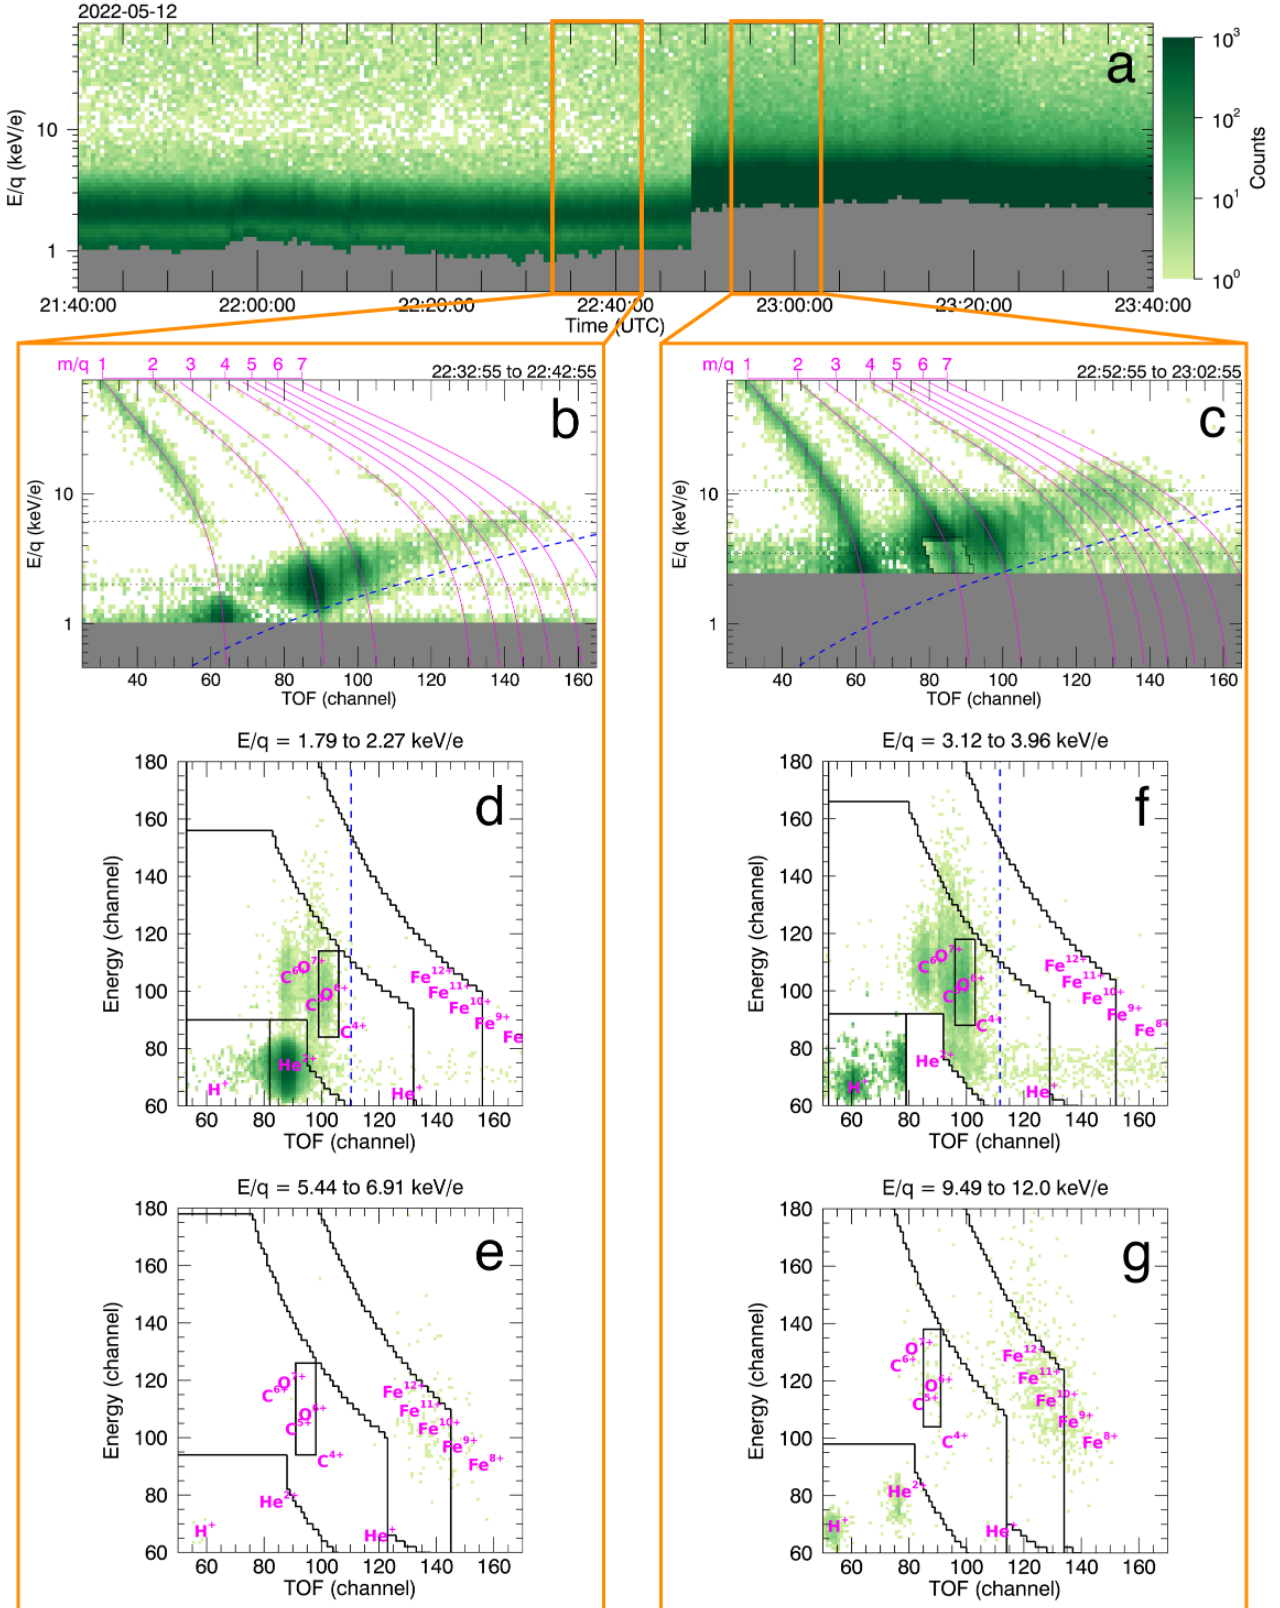 2022-05-12
a
E/q (keV/e)
10
1
21:40:00 22:00:00 22:20:00 22:40:00 23:00:00 23:20:00 23:40:00
Time (UTC)
10³
10²
10¹
10⁰
Counts
m/q 1 2 3 4 5 6 7 22:32:55 to 22:42:55
b
E/q (keV/e)
10
1
40 60 80 100 120 140 160
TOF (channel)
m/q 1 2 3 4 5 6 7 22:52:55 to 23:02:55
c
E/q (keV/e)
10
1
40 60 80 100 120 140 160
TOF (channel)
E/q = 1.79 to 2.27 keV/e
d
Energy (channel)
180
160
140
120
100
80
60
C⁶⁺ O⁷⁺
O⁶⁺
C⁴⁺
He²⁺
H⁺
He⁺
Fe¹²⁺
Fe¹¹⁺
Fe¹⁰⁺
Fe⁹⁺
Fe
60 80 100 120 140 160
TOF (channel)
E/q = 3.12 to 3.96 keV/e
f
Energy (channel)
180
160
140
120
100
80
60
C⁶⁺ O⁷⁺
O⁶⁺
C⁴⁺
He²⁺
H⁺
He⁺
Fe¹²⁺
Fe¹¹⁺
Fe¹⁰⁺
Fe⁹⁺
Fe⁸⁺
60 80 100 120 140 160
TOF (channel)
E/q = 5.44 to 6.91 keV/e
e
Energy (channel)
180
160
140
120
100
80
60
C⁶⁺ O⁷⁺
O⁶⁺
C⁵⁺
C⁴⁺
He²⁺
H⁺
He⁺
Fe¹²⁺
Fe¹¹⁺
Fe¹⁰⁺
Fe⁹⁺
Fe⁸⁺
60 80 100 120 140 160
TOF (channel)
E/q = 9.49 to 12.0 keV/e
g
Energy (channel)
180
160
140
120
100
80
60
O⁷⁺
C⁶⁺
O⁶⁺
C⁵⁺
C⁴⁺
He²⁺
H⁺
He⁺
Fe¹²⁺
Fe¹¹⁺
Fe¹⁰⁺
Fe⁹⁺
Fe⁸⁺
60 80 100 120 140 160
TOF (channel)